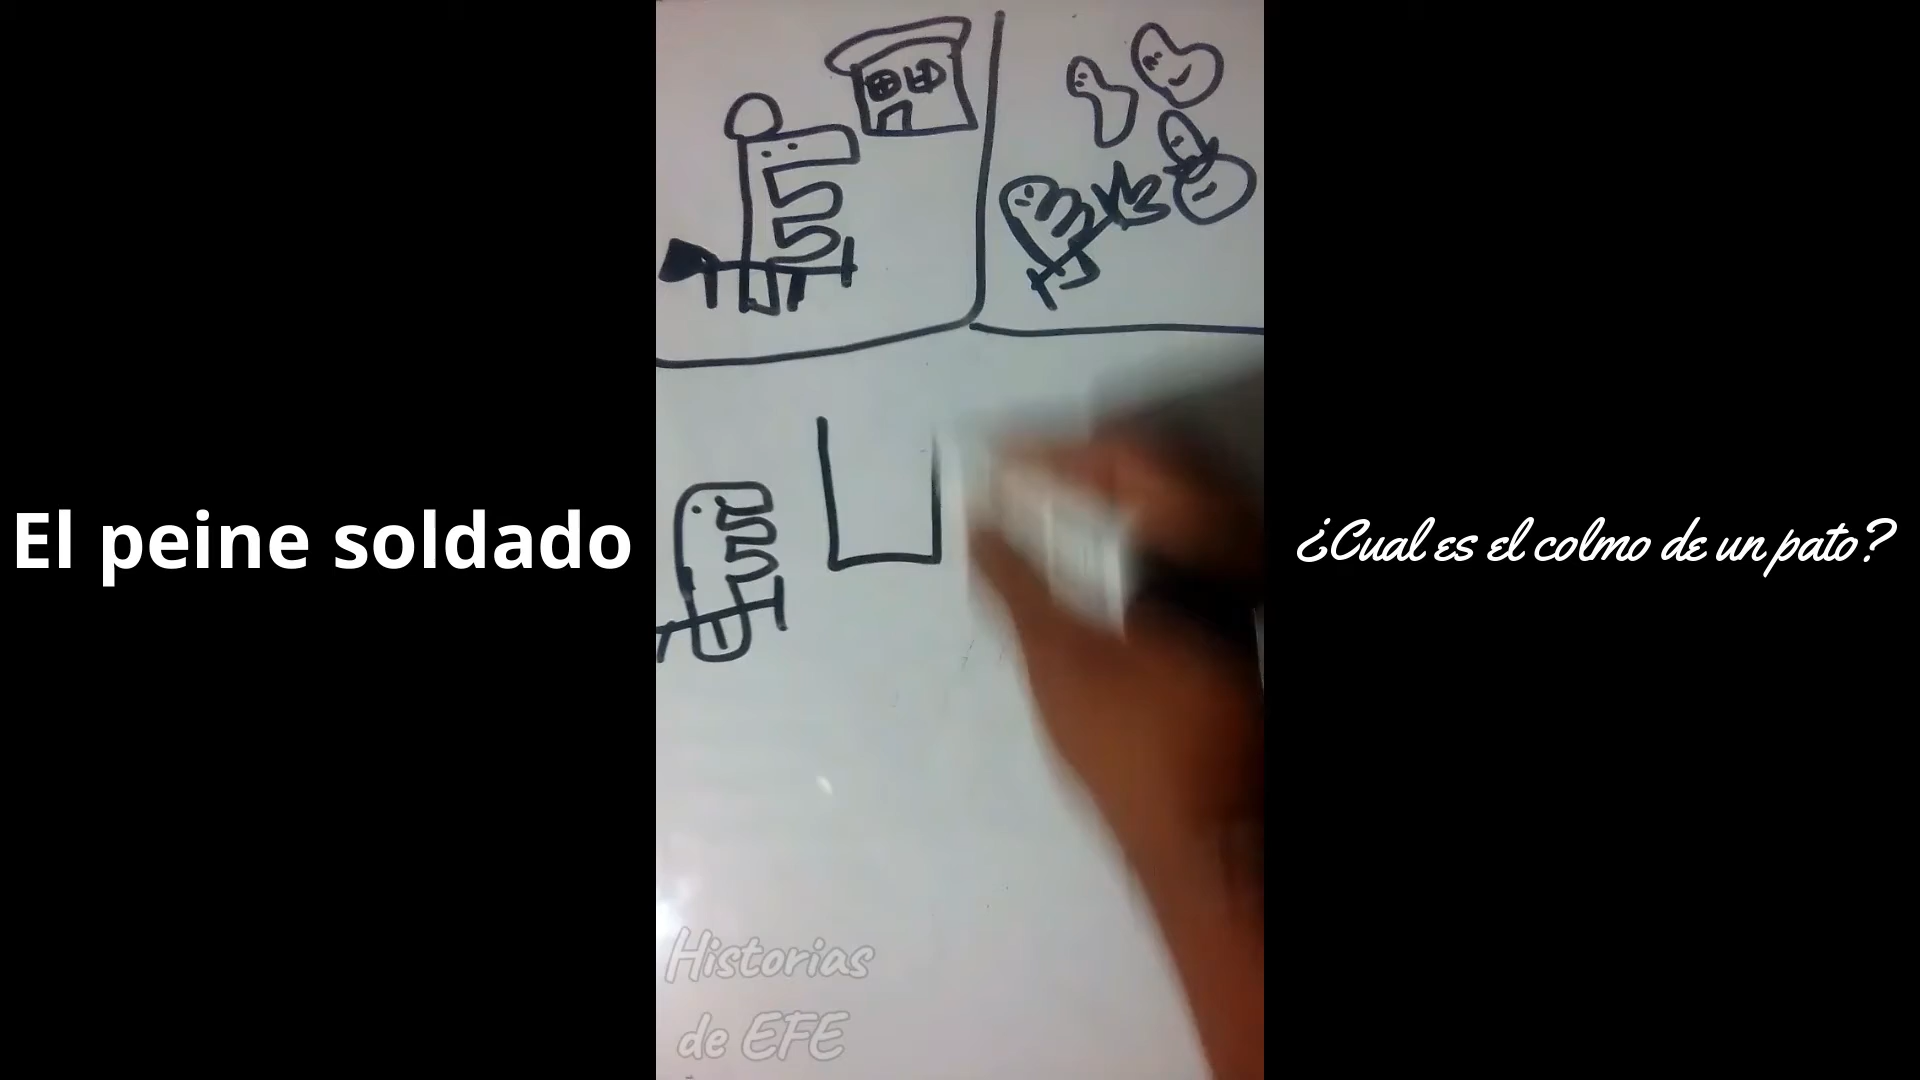 El peine soldado
¿Cual es el colmo de un pato?
Historias
de EFE